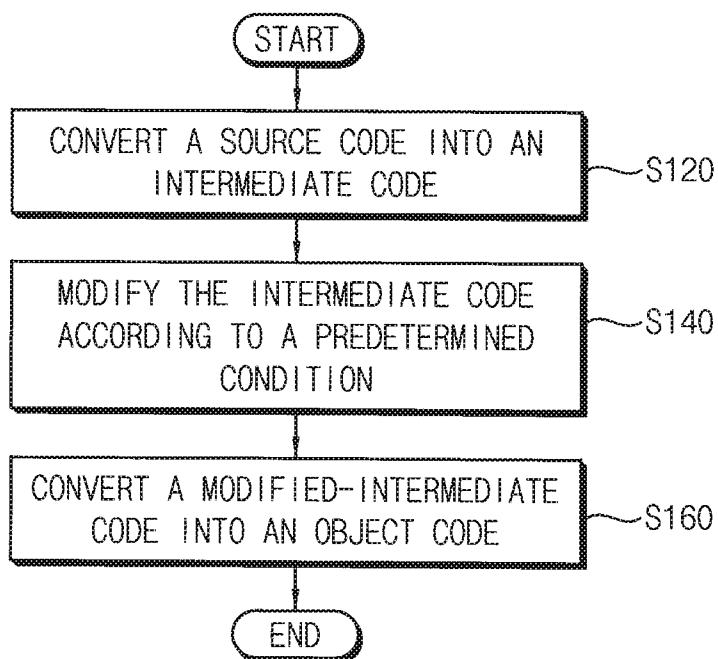 START
CONVERT A SOURCE CODE INTO AN
INTERMEDIATE CODE
S120
MODIFY THE INTERMEDIATE CODE
ACCORDING TO A PREDETERMINED
CONDITION
S140
CONVERT A MODIFIED-INTERMEDIATE
CODE INTO AN OBJECT CODE
S160
END